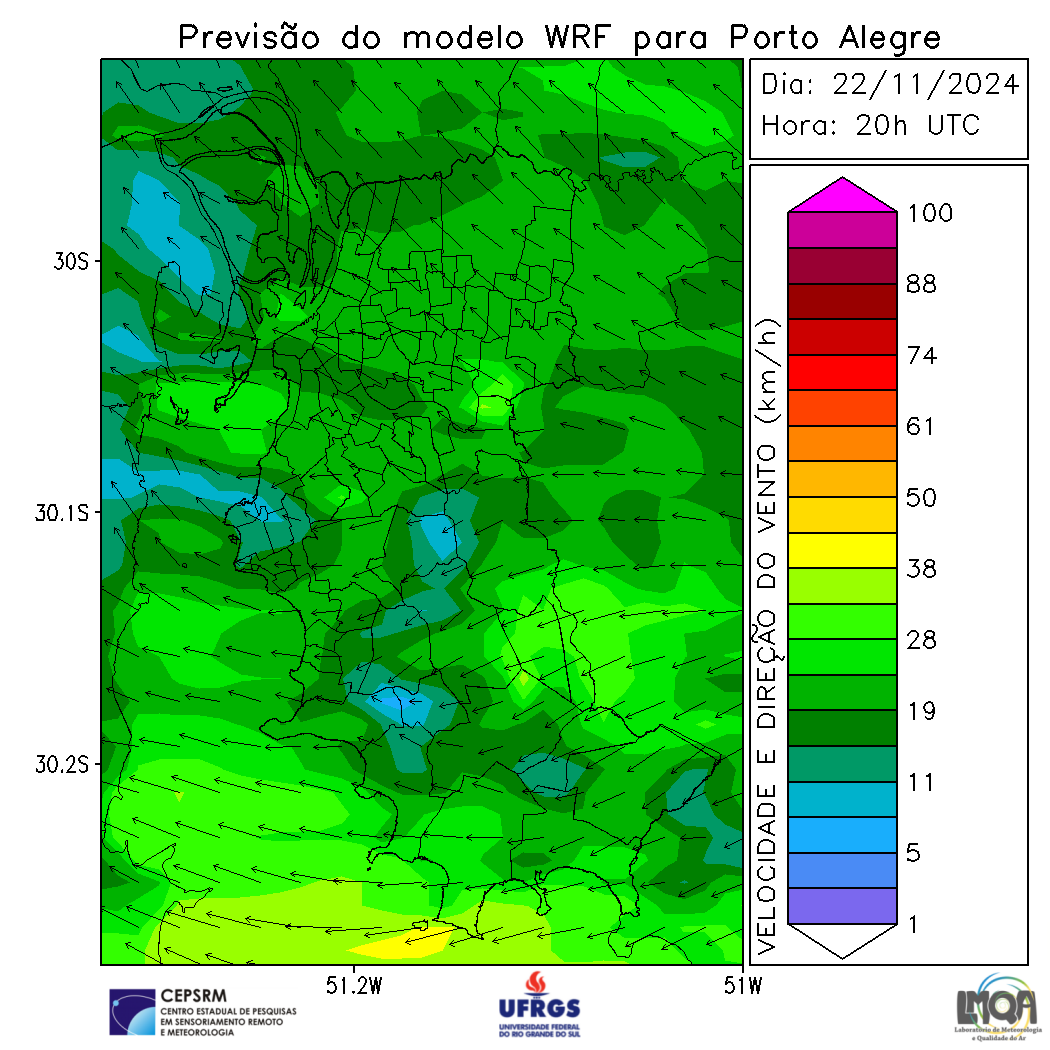 Previsão do modelo WRF para Porto Alegre
Dia: 22/11/2024
Hora: 20h UTC
30S
30.1S
30.2S
51.2W
51W
VELOCIDADE E DIREÇÃO DO VENTO (km/h)
100
88
74
61
50
38
28
19
11
5
1
CEPSRM
CENTRO ESTADUAL DE PESQUISAS
EM SENSORIAMENTO REMOTO
E METEOROLOGIA
UFRGS
UNIVERSIDADE FEDERAL
DO RIO GRANDE DO SUL
LMQA
Laboratório de Meteorologia
e Qualidade do Ar